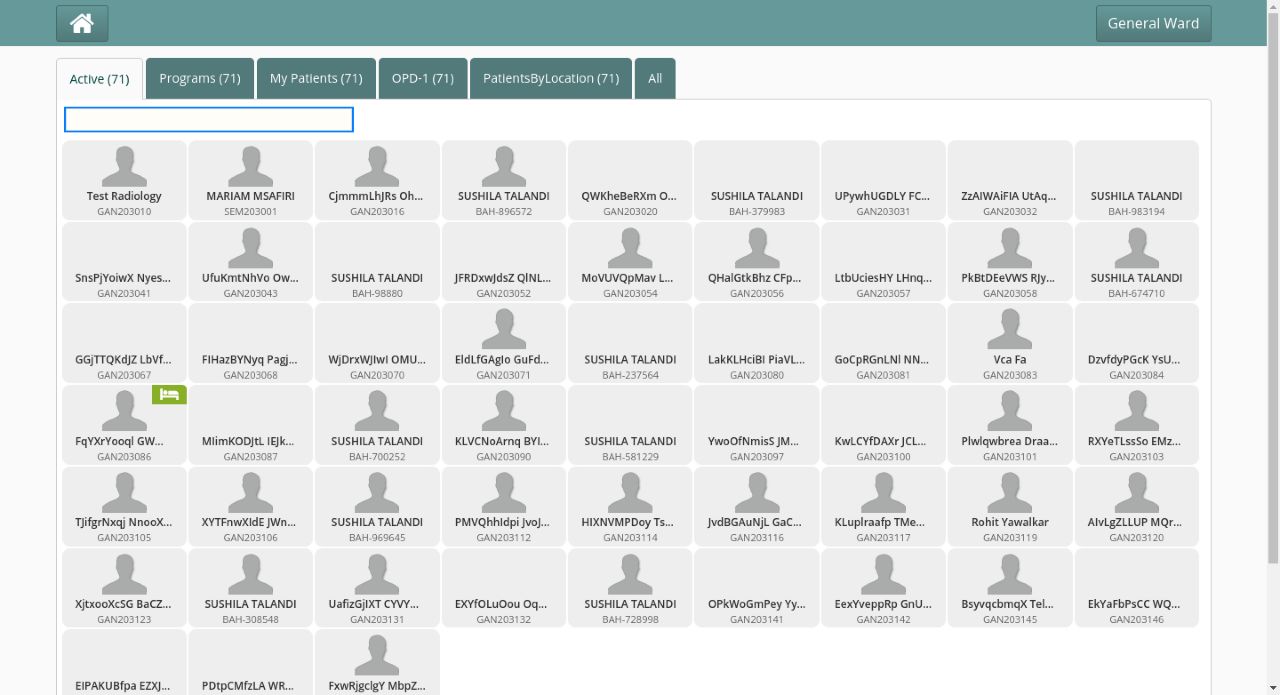 General Ward
Active (71) Programs (71) My Patients (71) OPD-1 (71) PatientsByLocation (71) All
Test Radiology MARIAM MSAFIRI CjmmmLhJRs Oh... SUSHILA TALANDI QWKheBeRXm O... SUSHILA TALANDI UPywhUGDLY FC... ZzAIWAiFIA UtAq... SUSHILA TALANDI
GAN203010 SEM203001 GAN203016 BAH-896572 GAN203020 BAH-379983 GAN203031 GAN203032 BAH-983194
SnsPjYoiwX Nyes... UfuKmtNhVo Ow... SUSHILA TALANDI JFRDxwJdsZ QlNL... MoVUVQpMav L... QHalGtkBhz CFp... LtbUciesHY LHnq... PkBtDEeVWS RJy... SUSHILA TALANDI
GAN203041 GAN203043 BAH-98880 GAN203052 GAN203054 GAN203056 GAN203057 GAN203058 BAH-674710
GGjTTQKdJZ LbVf... FIHazBYNyq Pagj... WjDrxWJIwI OMU... EldLfGAgIo GuFd... SUSHILA TALANDI LakKLHciBI PiaVL... GoCpRGnLNl NN... Vca Fa DzvfdyPGcK YsU...
GAN203067 GAN203068 GAN203070 GAN203071 BAH-237564 GAN203080 GAN203081 GAN203083 GAN203084
FqYXrYooql GW... MIimKODJtL IEJk... SUSHILA TALANDI KLVCNoArnq BYI... SUSHILA TALANDI YwoOfNmisS JM... KwLCYfDAXr JCL... Plwlqwbrea Draa... RXYeTLssSo EMz...
GAN203086 GAN203087 BAH-700252 GAN203090 BAH-581229 GAN203097 GAN203100 GAN203101 GAN203103
TJifgrNxqj NnooX... XYTFnwXIdE JWn... SUSHILA TALANDI PMVQhhIdpi JvoJ... HIXNVMPDoy Ts... JvdBGAuNjL GaC... KLuplraafp TMe... Rohit Yawalkar AIvLgZLLUP MQr...
GAN203105 GAN203106 BAH-969645 GAN203112 GAN203114 GAN203116 GAN203117 GAN203119 GAN203120
XjtxooXcSG BaCZ... SUSHILA TALANDI UafizGjIXT CYVY... EXYfOLuOou Oq... SUSHILA TALANDI OPkWoGmPey Yy... EexYveppRp GnU... BsyvqcbmqX Tel... EkYaFbPsCC WQ...
GAN203123 BAH-308548 GAN203131 GAN203132 BAH-728998 GAN203141 GAN203142 GAN203145 GAN203146
EIPAKUBfpa EZXJ... PDtpCMfzLA WR... FxwRjgclgY MbpZ...